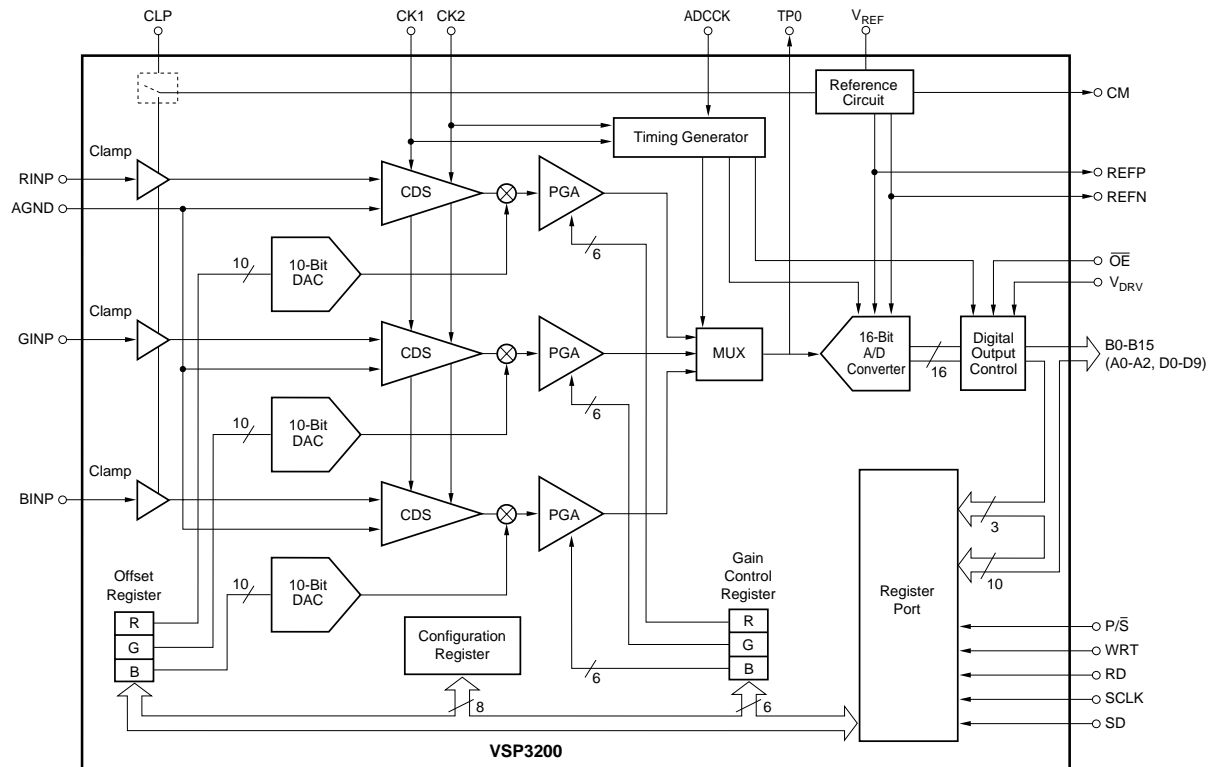 CLP CK1 CK2 ADCCK TP0 VREF
Reference
Circuit
CM
Timing Generator
Clamp
RINP
CDS
PGA
REFP
AGND
REFN
6
10
10-Bit
DAC
OE
VDRV
Clamp
GINP
CDS
PGA
MUX
16-Bit
A/D
Converter
16
Digital
Output
Control
B0-B15
(A0-A2, D0-D9)
6
10
10-Bit
DAC
Clamp
BINP
CDS
PGA
3
10
Offset
Register
R
G
B
10
10-Bit
DAC
Configuration
Register
Gain
Control
Register
R
G
B
6
Register
Port
P/S
WRT
RD
SCLK
SD
8
6
VSP3200